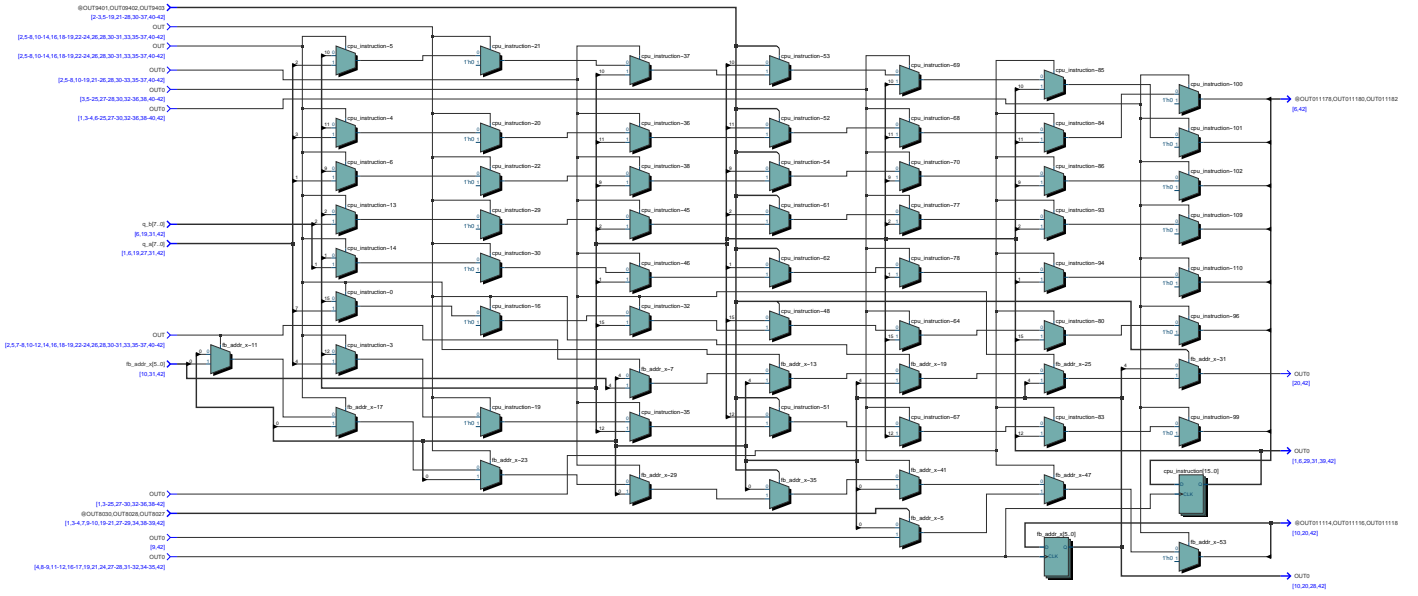 @OUT9401,OUT09402,OUT9403
[2-3,5-19,21-28,30-37,40-42]
OUT
[2,5-8,10-14,16,18-19,22-24,26,28,30-31,33,35-37,40-42]
OUT
[2,5-8,10-14,16,18-19,22-24,26,28,30-31,33,35-37,40-42]
OUT0
[2,5-8,10-19,21-26,28,30-33,35-37,40-42]
OUT0
[3,5-25,27-28,30,32-36,38,40-42]
OUT0
[1,3-4,6-25,27-30,32-36,38-40,42]
q_b[7..0]
[6,19,31,42]
q_a[7..0]
[1,6,19,27,31,42]
OUT
[2,5,7-8,10-12,14,16,18-19,22-24,26,28,30-31,33,35-37,40-42]
fb_addr_x[5..0]
[10,31,42]
OUT0
[1,3-25,27-30,32-36,38-42]
@OUT8030,OUT8028,OUT8027
[1,3-4,7,9-10,19-21,27-29,34,38-39,42]
OUT0
[9,42]
OUT0
[4,8-9,11-12,16-17,19,21,24,27-28,31-32,34-35,42]
cpu_instruction~5
cpu_instruction~21
cpu_instruction~37
cpu_instruction~53
cpu_instruction~69
cpu_instruction~85
cpu_instruction~100
cpu_instruction~4
cpu_instruction~20
cpu_instruction~36
cpu_instruction~52
cpu_instruction~68
cpu_instruction~84
cpu_instruction~101
cpu_instruction~6
cpu_instruction~22
cpu_instruction~38
cpu_instruction~54
cpu_instruction~70
cpu_instruction~86
cpu_instruction~102
cpu_instruction~13
cpu_instruction~29
cpu_instruction~45
cpu_instruction~61
cpu_instruction~77
cpu_instruction~93
cpu_instruction~109
cpu_instruction~14
cpu_instruction~30
cpu_instruction~46
cpu_instruction~62
cpu_instruction~78
cpu_instruction~94
cpu_instruction~110
cpu_instruction~0
cpu_instruction~16
cpu_instruction~32
cpu_instruction~48
cpu_instruction~64
cpu_instruction~80
cpu_instruction~96
fb_addr_x~11
cpu_instruction~3
fb_addr_x~7
fb_addr_x~13
fb_addr_x~19
fb_addr_x~25
fb_addr_x~31
fb_addr_x~17
cpu_instruction~19
cpu_instruction~35
cpu_instruction~51
cpu_instruction~67
cpu_instruction~83
cpu_instruction~99
fb_addr_x~23
fb_addr_x~29
fb_addr_x~35
fb_addr_x~41
fb_addr_x~47
cpu_instruction[15..0]
D
Q
CLK
fb_addr_x~5
fb_addr_x[5..0]
D
Q
CLK
fb_addr_x~53
1'h0
@OUT011178,OUT011180,OUT011182
[6,42]
OUT0
[20,42]
OUT0
[1,6,29,31,39,42]
@OUT011114,OUT011116,OUT011118
[10,20,42]
OUT0
[10,20,28,42]